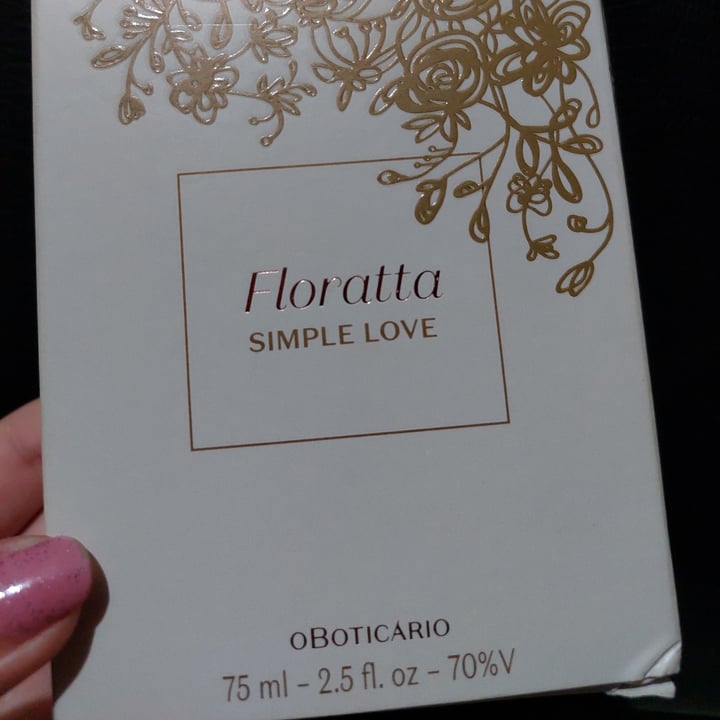 Floratta
SIMPLE LOVE
oBOTICÁRIO
75 ml – 2.5 fl. oz – 70%V